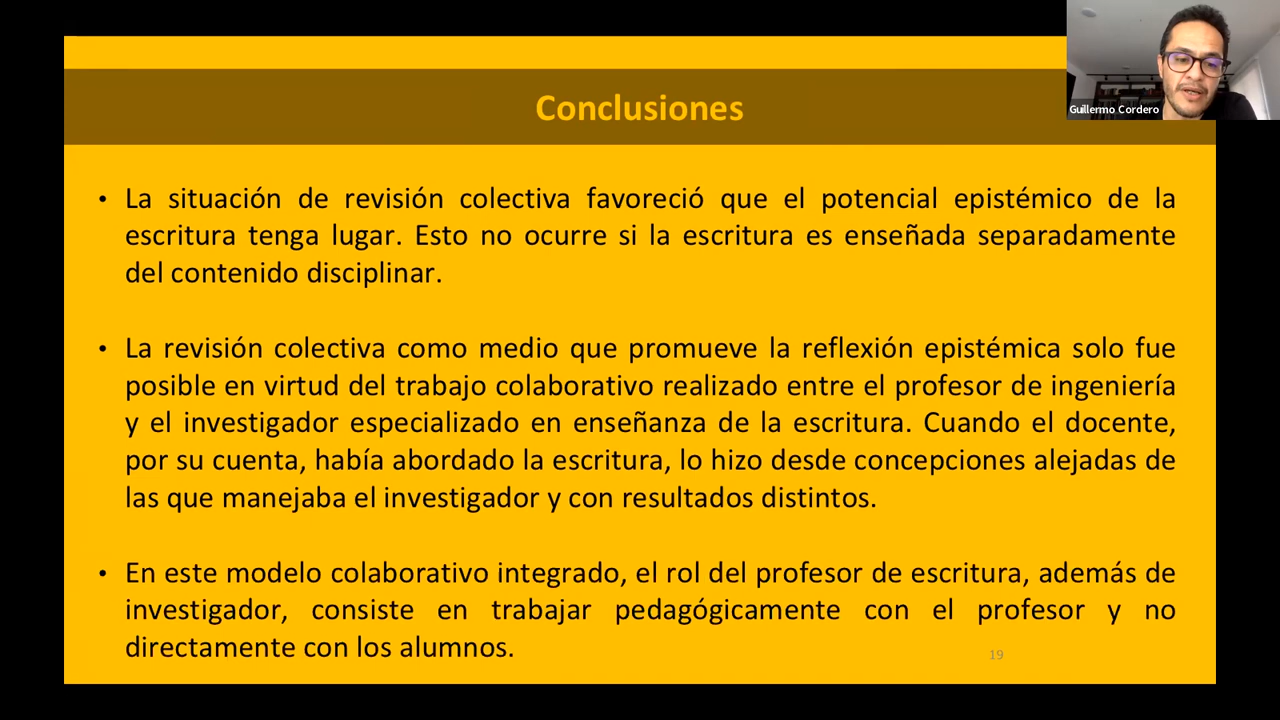 Conclusiones
Guillermo Cordero
• La situación de revisión colectiva favoreció que el potencial epistémico de la
escritura tenga lugar. Esto no ocurre si la escritura es enseñada separadamente
del contenido disciplinar.
• La revisión colectiva como medio que promueve la reflexión epistémica solo fue
posible en virtud del trabajo colaborativo realizado entre el profesor de ingeniería
y el investigador especializado en enseñanza de la escritura. Cuando el docente,
por su cuenta, había abordado la escritura, lo hizo desde concepciones alejadas de
las que manejaba el investigador y con resultados distintos.
• En este modelo colaborativo integrado, el rol del profesor de escritura, además de
investigador, consiste en trabajar pedagógicamente con el profesor y no
directamente con los alumnos.
19